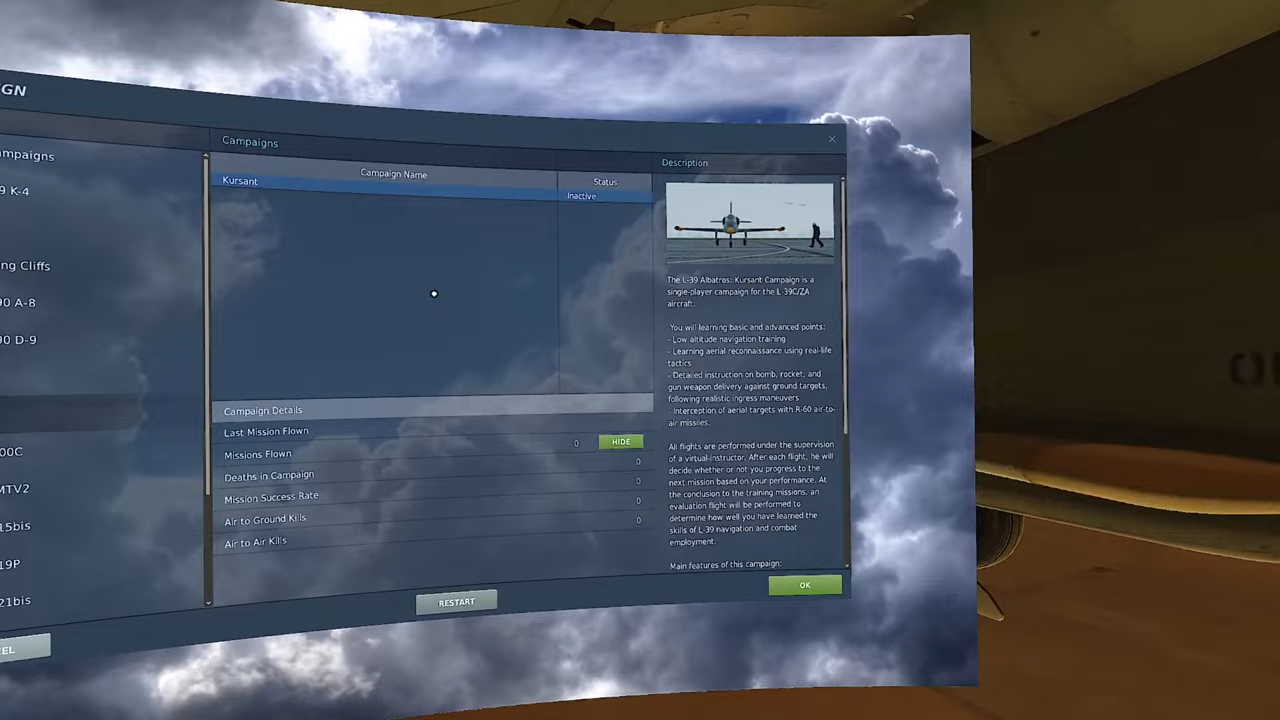 IGN
Campaigns
ampaigns
9 K-4
ng Cliffs
90 A-8
90 D-9
00C
MTV2
15bis
19P
21bis
EL
Campaign Name
Status
Kursant
Inactive
Campaign Details
Last Mission Flown
HIDE
Missions Flown
0
Deaths in Campaign
0
Mission Success Rate
0
Air to Ground Kills
0
Air to Air Kills
0
RESTART
Description
The L-39 Albatros: Kursant Campaign is a
single-player campaign for the L-39C/ZA
aircraft.
You will learning basic and advanced points:
- Low altitude navigation training
- Learning aerial reconnaissance using real-life
tactics
- Detailed instruction on bomb, rocket, and
gun weapon delivery against ground targets,
following realistic ingress maneuvers
- Interception of aerial targets with R-60 air-to-
air missiles.
All flights are performed under the supervision
of a virtual-instructor. After each flight, he will
decide whether or not you progress to the
next mission based on your performance. At
the conclusion to the training missions, an
evaluation flight will be performed to
determine how well you have learned the
skills of L-39 navigation and combat
employment.
Main features of this campaign:
OK